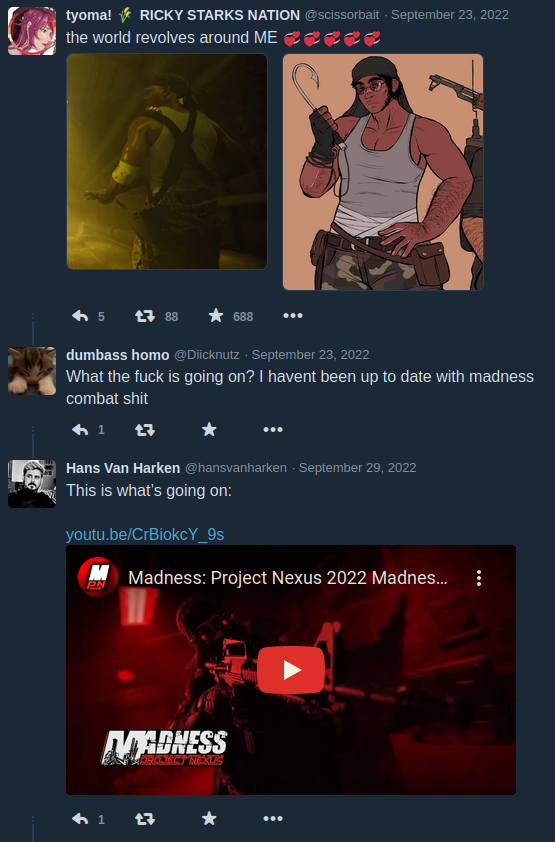 tyoma! 🌾 RICKY STARKS NATION @scissorbait · September 23, 2022
the world revolves around ME 💞💞💞💞💞
5 88 688
dumbass homo @Diicknutz · September 23, 2022
What the fuck is going on? I havent been up to date with madness
combat shit
1
Hans Van Harken @hansvanharken · September 29, 2022
This is what's going on:
youtu.be/CrBiokcY_9s
M
PN
Madness: Project Nexus 2022 Madnes...
MADNESS
PROJECT NEXUS
1